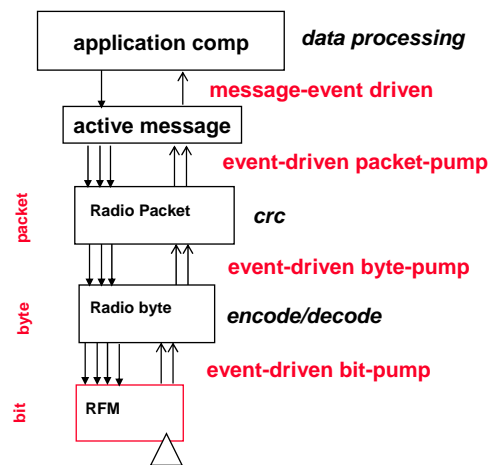 application comp
data processing
message-event driven
active message
event-driven packet-pump
packet
Radio Packet
crc
event-driven byte-pump
byte
Radio byte
encode/decode
event-driven bit-pump
bit
RFM